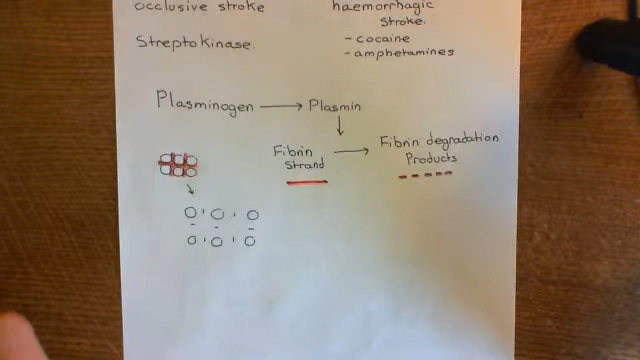 occlusive stroke
haemorrhagic
stroke.
- cocaine
- amphetamines
Streptokinase.
Plasminogen → Plasmin
↓
Fibrin Strand → Fibrin degradation Products